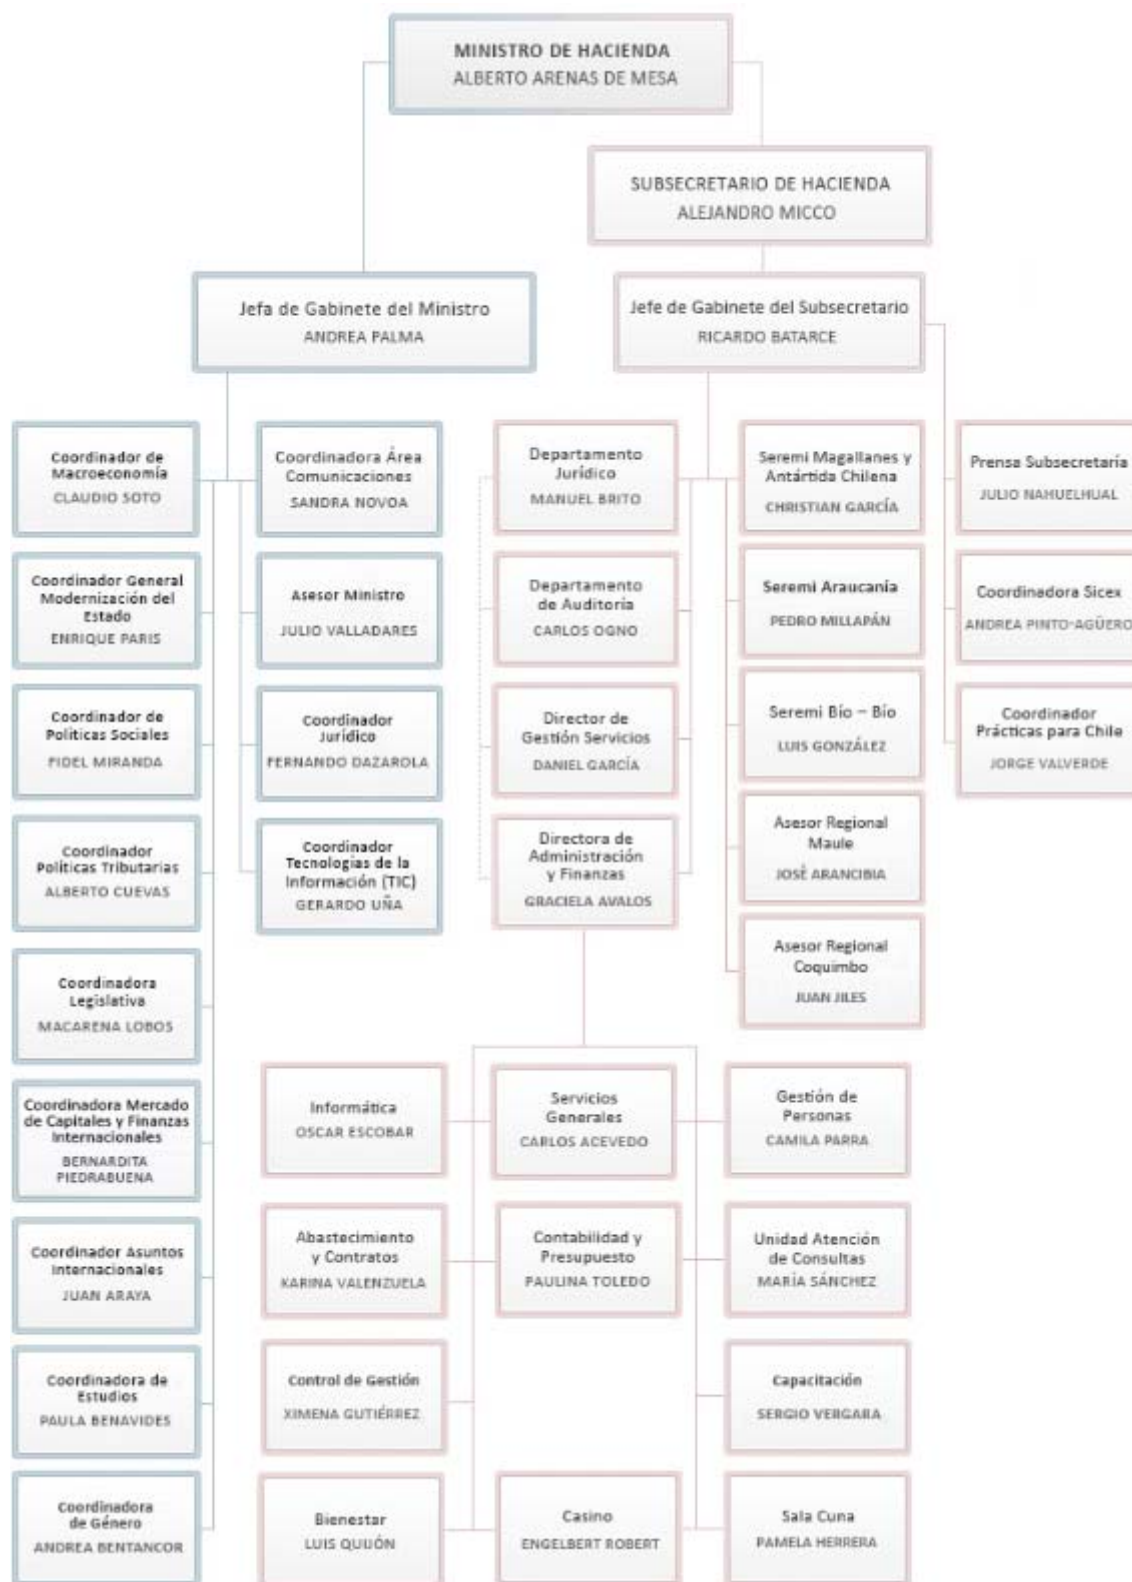 MINISTRO DE HACIENDA
ALBERTO ARENAS DE MESA
SUBSECRETARIO DE HACIENDA
ALEJANDRO MICCO
Jefa de Gabinete del Ministro
ANDREA PALMA
Jefe de Gabinete del Subsecretario
RICARDO BATARCE
Coordinador de
Macroeconomía
CLAUDIO SOTO
Coordinador General
Modernización del
Estado
ENRIQUE PARIS
Coordinador de
Políticas Sociales
FIDEL MIRANDA
Coordinador
Políticas Tributarias
ALBERTO CUEVAS
Coordinadora
Legislativa
MACARENA LOBOS
Coordinadora Mercado
de Capitales y Finanzas
Internacionales
BERNARDITA
PIEDRABUENA
Coordinador Asuntos
Internacionales
JUAN ARAYA
Coordinadora de
Estudios
PAULA BENAVIDES
Coordinadora
de Género
ANDREA BENTANCOR
Coordinadora Área
Comunicaciones
SANDRA NOVOA
Asesor Ministro
JULIO VALLADARES
Coordinador
Jurídico
FERNANDO DAZAROLA
Coordinador
Tecnologías de la
Información (TIC)
GERARDO UÑA
Departamento
Jurídico
MANUEL BRITO
Departamento
de Auditoría
CARLOS OGNO
Director de
Gestión Servicios
DANIEL GARCÍA
Directora de
Administración
y Finanzas
GRACIELA AVALOS
Seremi Magallanes y
Antártida Chilena
CHRISTIAN GARCÍA
Seremi Araucanía
PEDRO MILLAPÁN
Seremi Bío – Bío
LUIS GONZÁLEZ
Asesor Regional
Maule
JOSÉ ARANCIBIA
Asesor Regional
Coquimbo
JUAN JILES
Prensa Subsecretaría
JULIO NAHUELHUAL
Coordinadora Sicex
ANDREA PINTO-AGÜERO
Coordinador
Prácticas para Chile
JORGE VALVERDE
Informática
OSCAR ESCOBAR
Servicios
Generales
CARLOS ACEVEDO
Gestión de
Personas
CAMILA PARRA
Abastecimiento
y Contratos
KARINA VALENZUELA
Contabilidad y
Presupuesto
PAULINA TOLEDO
Unidad Atención
de Consultas
MARÍA SÁNCHEZ
Control de Gestión
XIMENA GUTIÉRREZ
Capacitación
SERGIO VERGARA
Bienestar
LUIS QUIJÓN
Casino
ENGELBERT ROBERT
Sala Cuna
PAMELA HERRERA